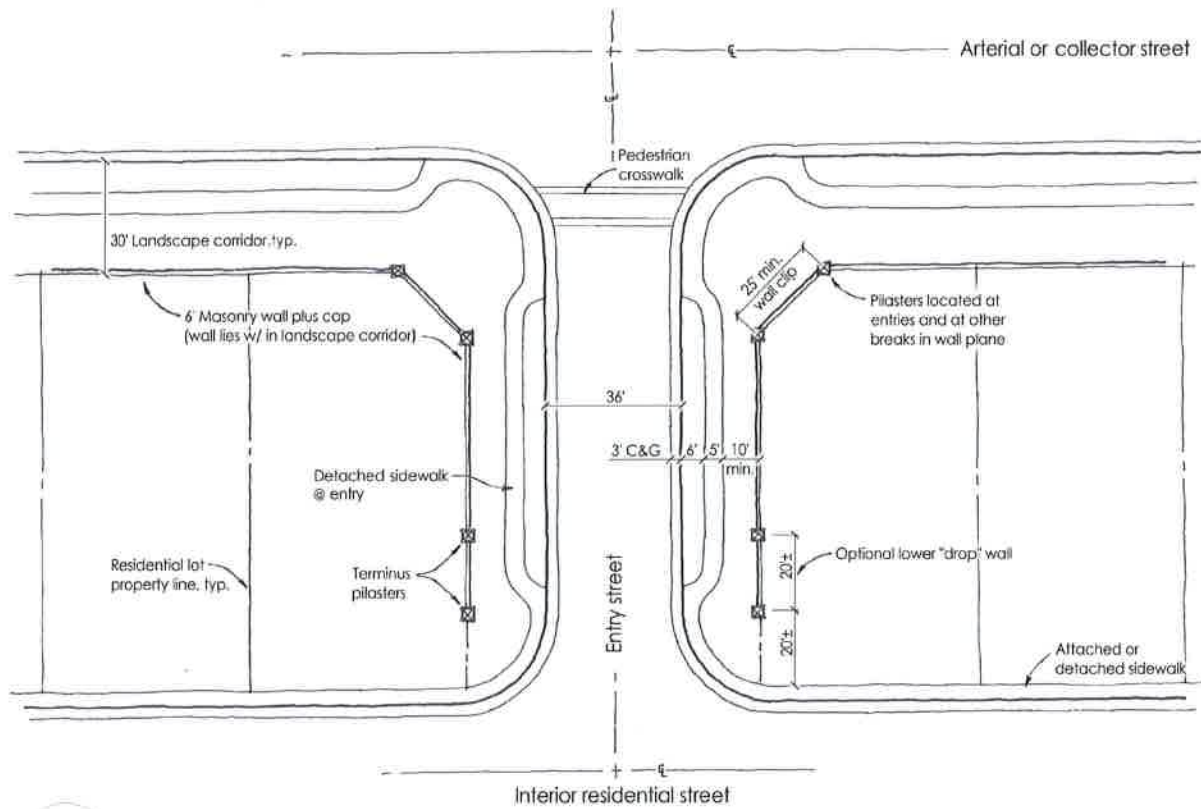 ℄
Arterial or collector street
℄
Pedestrian
crosswalk
30' Landscape corridor, typ.
25' min.
wall clip
6' Masonry wall plus cap
(wall lies w/ in landscape corridor)
Pilasters located at
entries and at other
breaks in wall plane
36'
3' C&G
6'
5'
10'
min.
Detached sidewalk
@ entry
Residential lot
property line, typ.
Terminus
pilasters
Entry street
20'±
Optional lower "drop" wall
20'±
Attached or
detached sidewalk
℄
Interior residential street